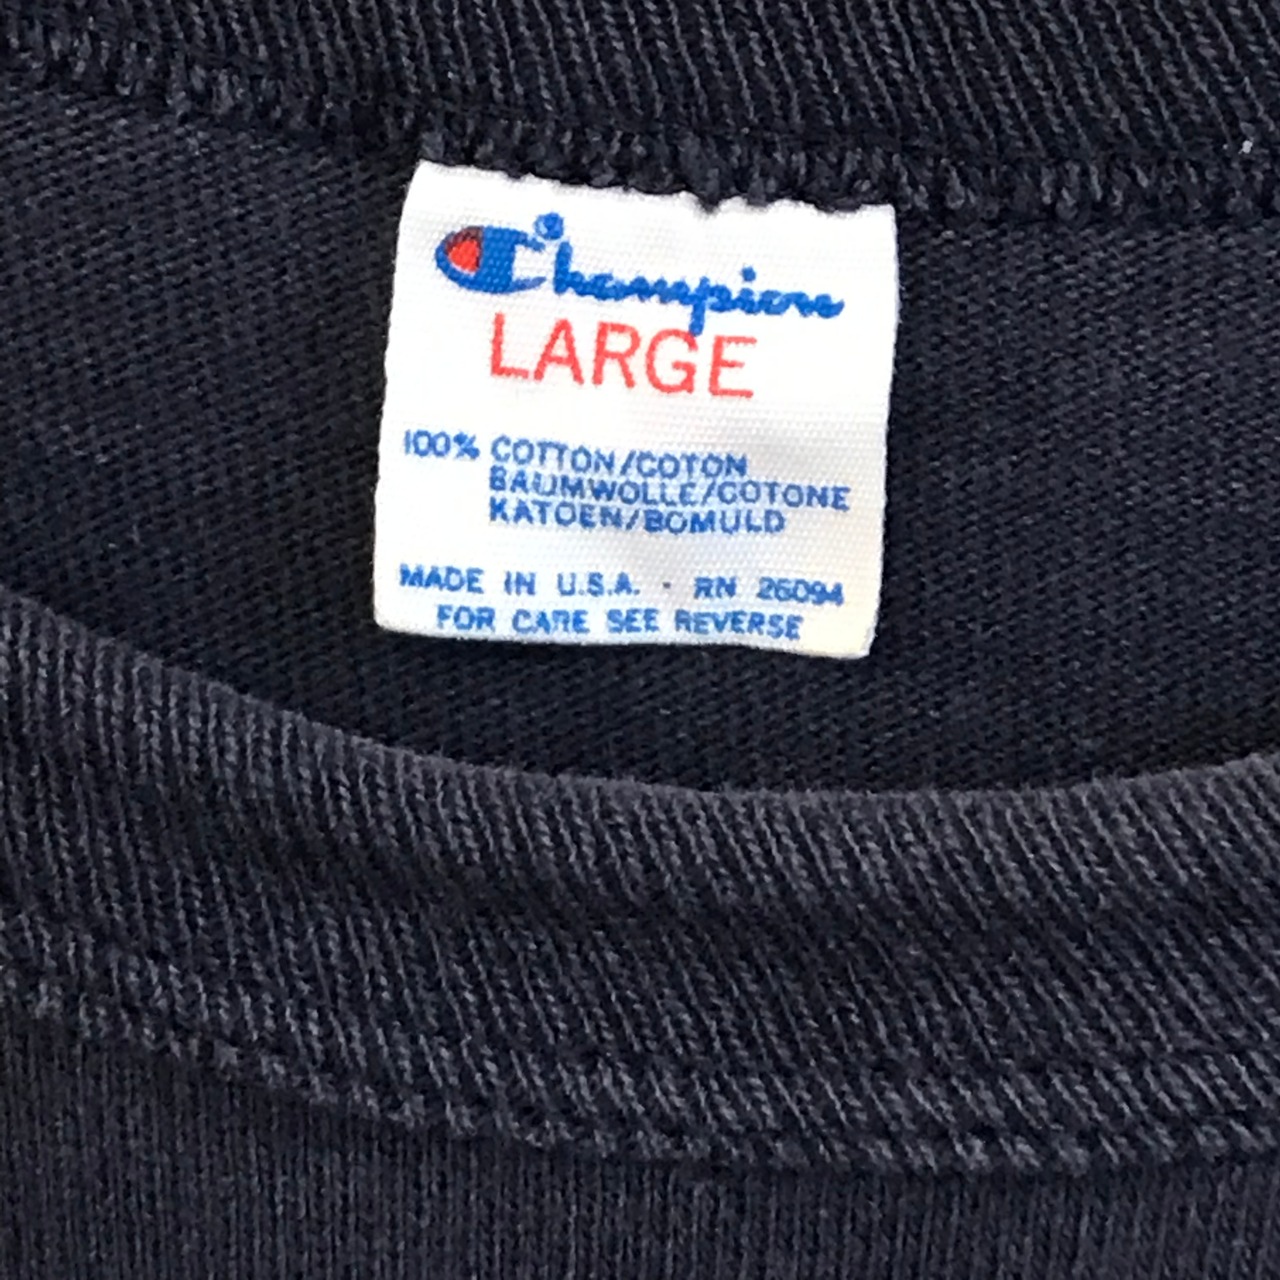 Champion®
LARGE
100% COTTON/COTON
BAUMWOLLE/COTONE
KATOEN/BOMULD
MADE IN U.S.A. · RN 26094
FOR CARE SEE REVERSE